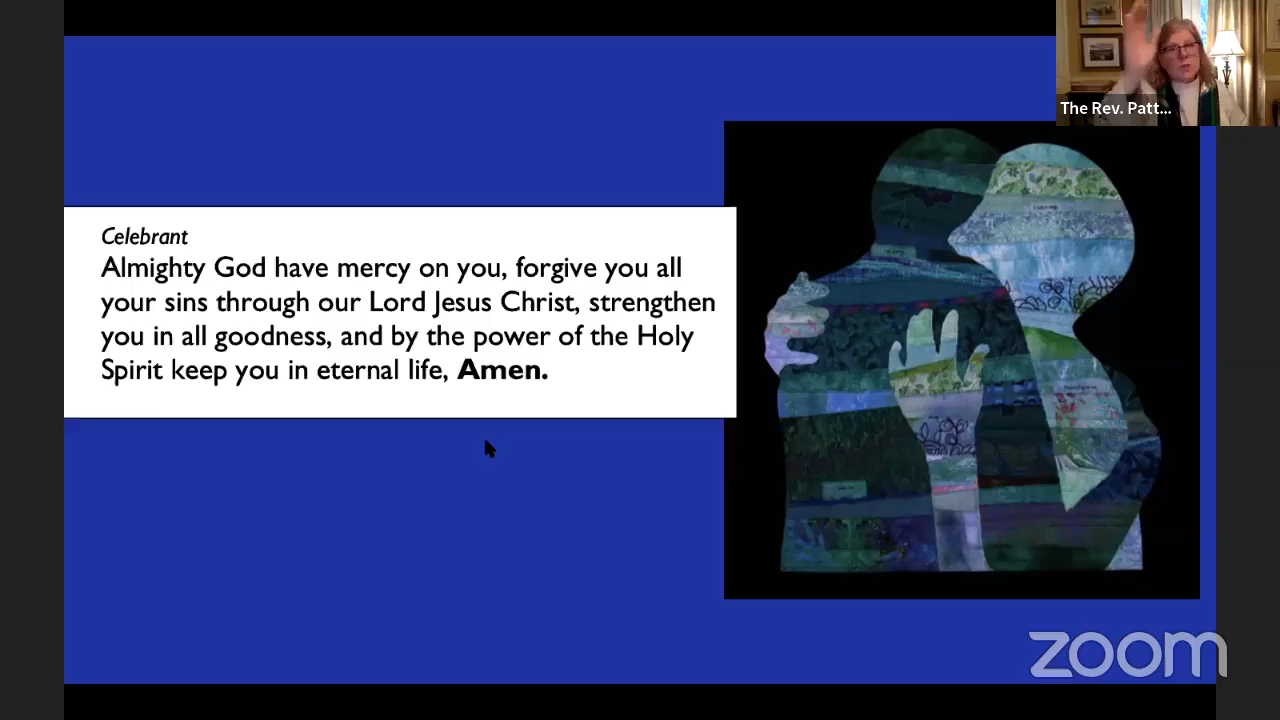 The Rev. Patt...
Celebrant
Almighty God have mercy on you, forgive you all
your sins through our Lord Jesus Christ, strengthen
you in all goodness, and by the power of the Holy
Spirit keep you in eternal life, Amen.
zoom